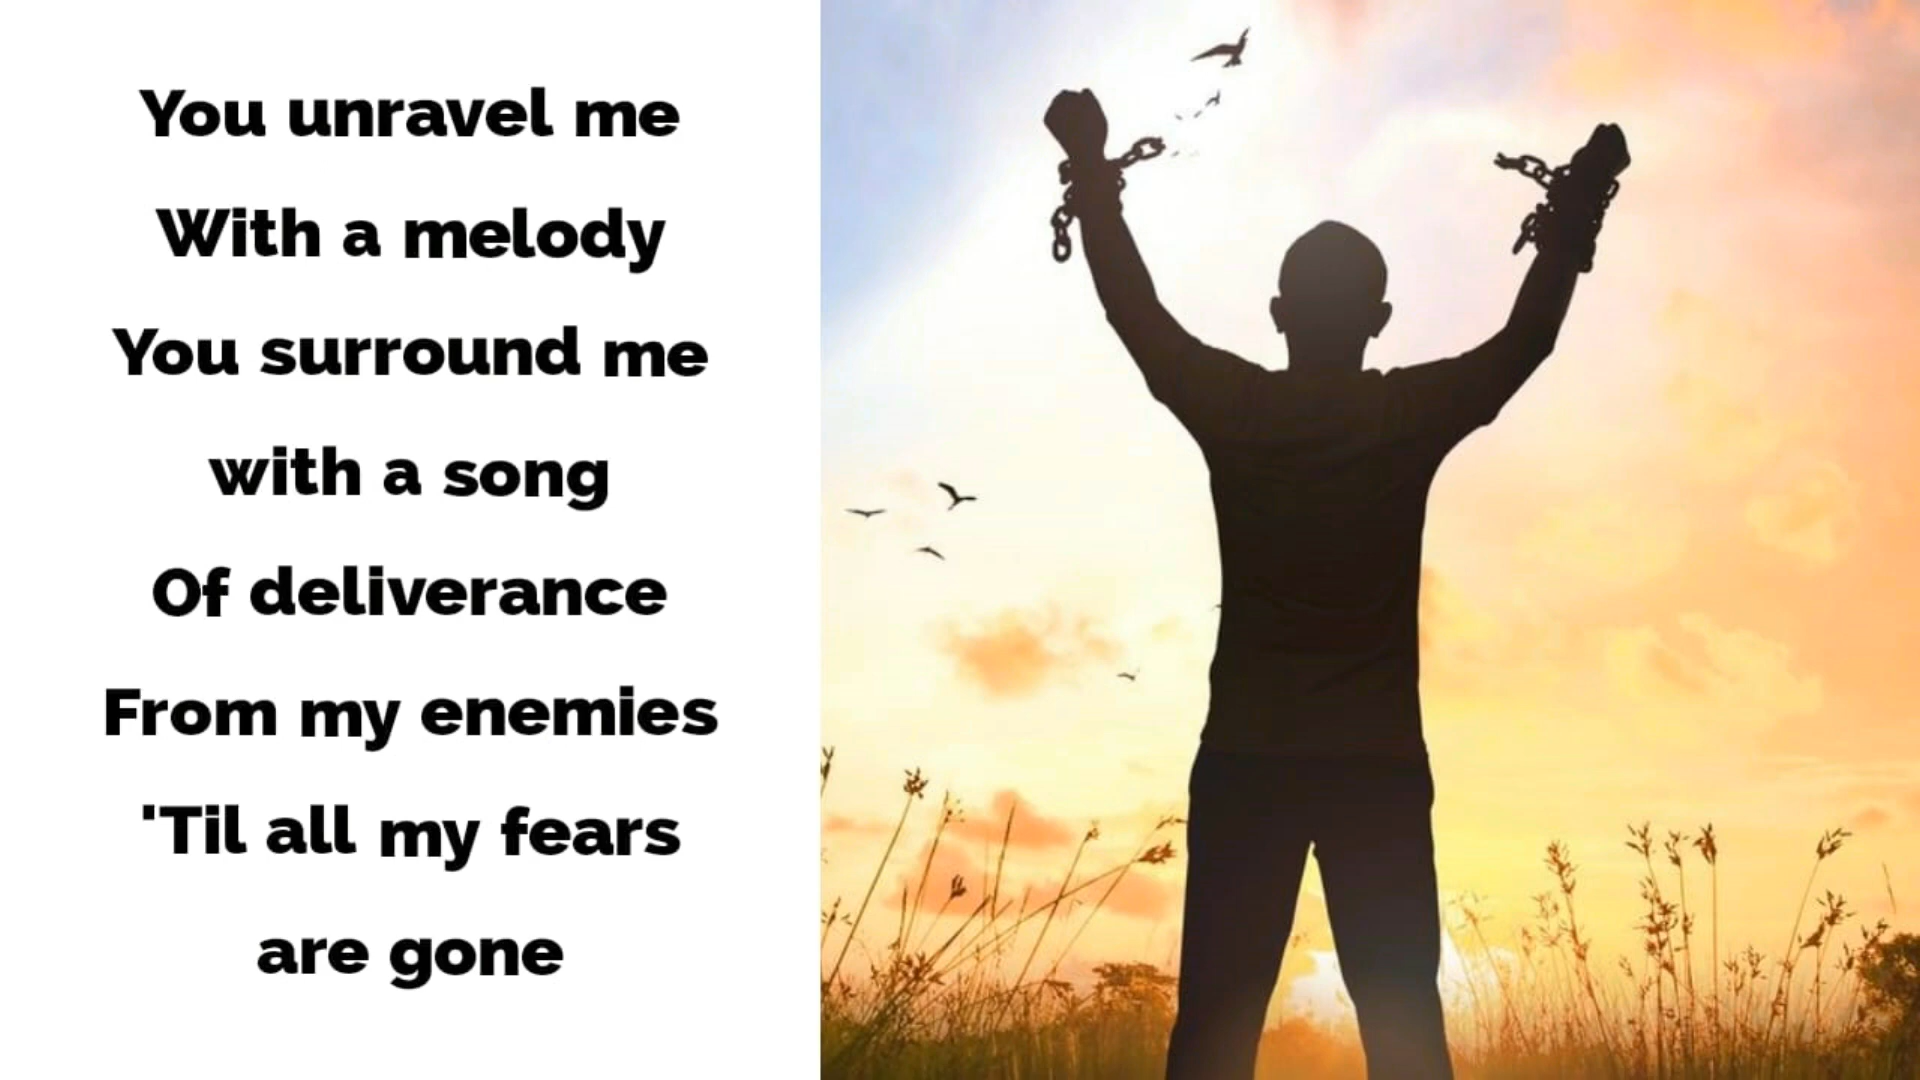 You unravel me
With a melody
You surround me
with a song
Of deliverance
From my enemies
'Til all my fears
are gone